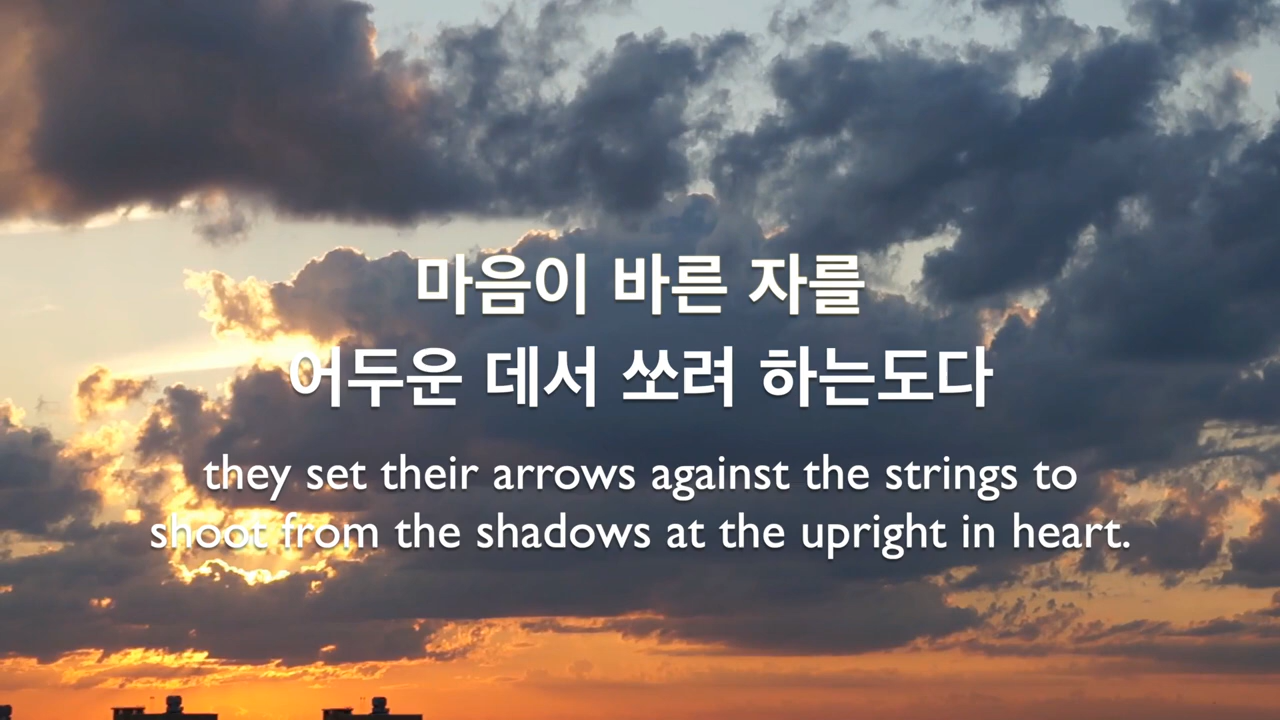 마음이 바른 자를
어두운 데서 쏘려 하는도다
they set their arrows against the strings to
shoot from the shadows at the upright in heart.